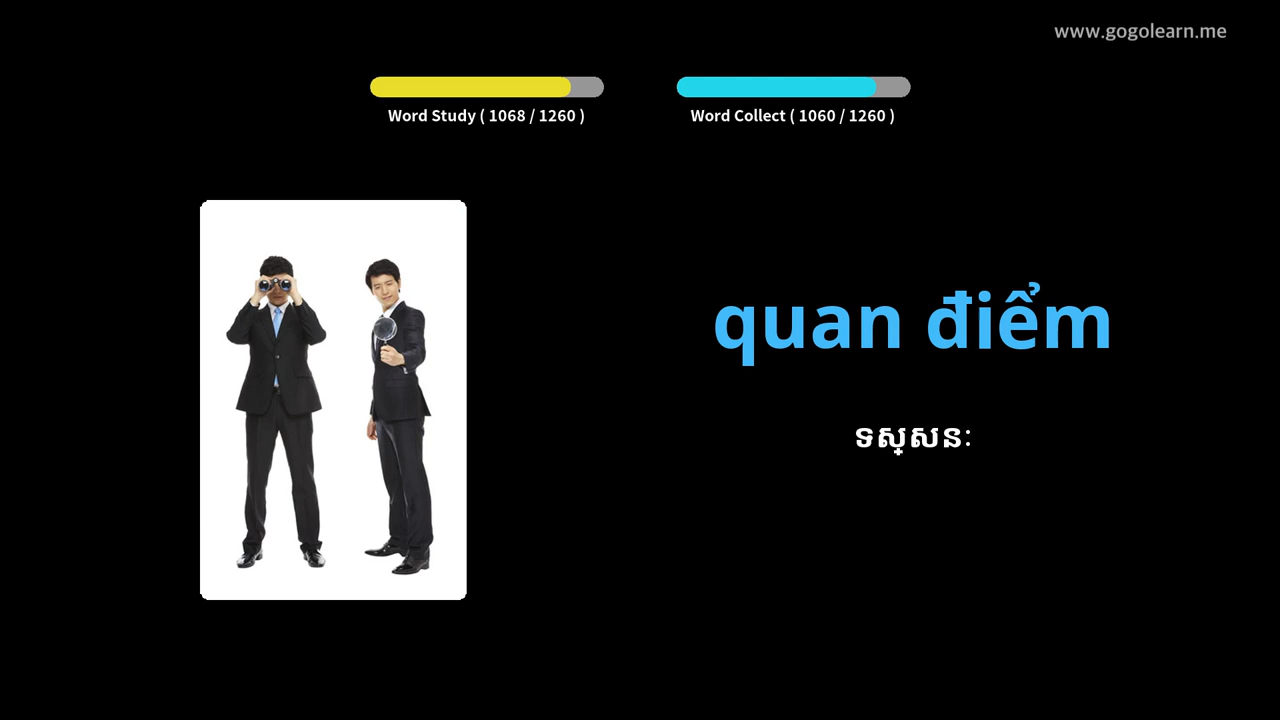 www.gogolearn.me
Word Study ( 1068 / 1260 )
Word Collect ( 1060 / 1260 )
quan điểm
ទស្សនៈ